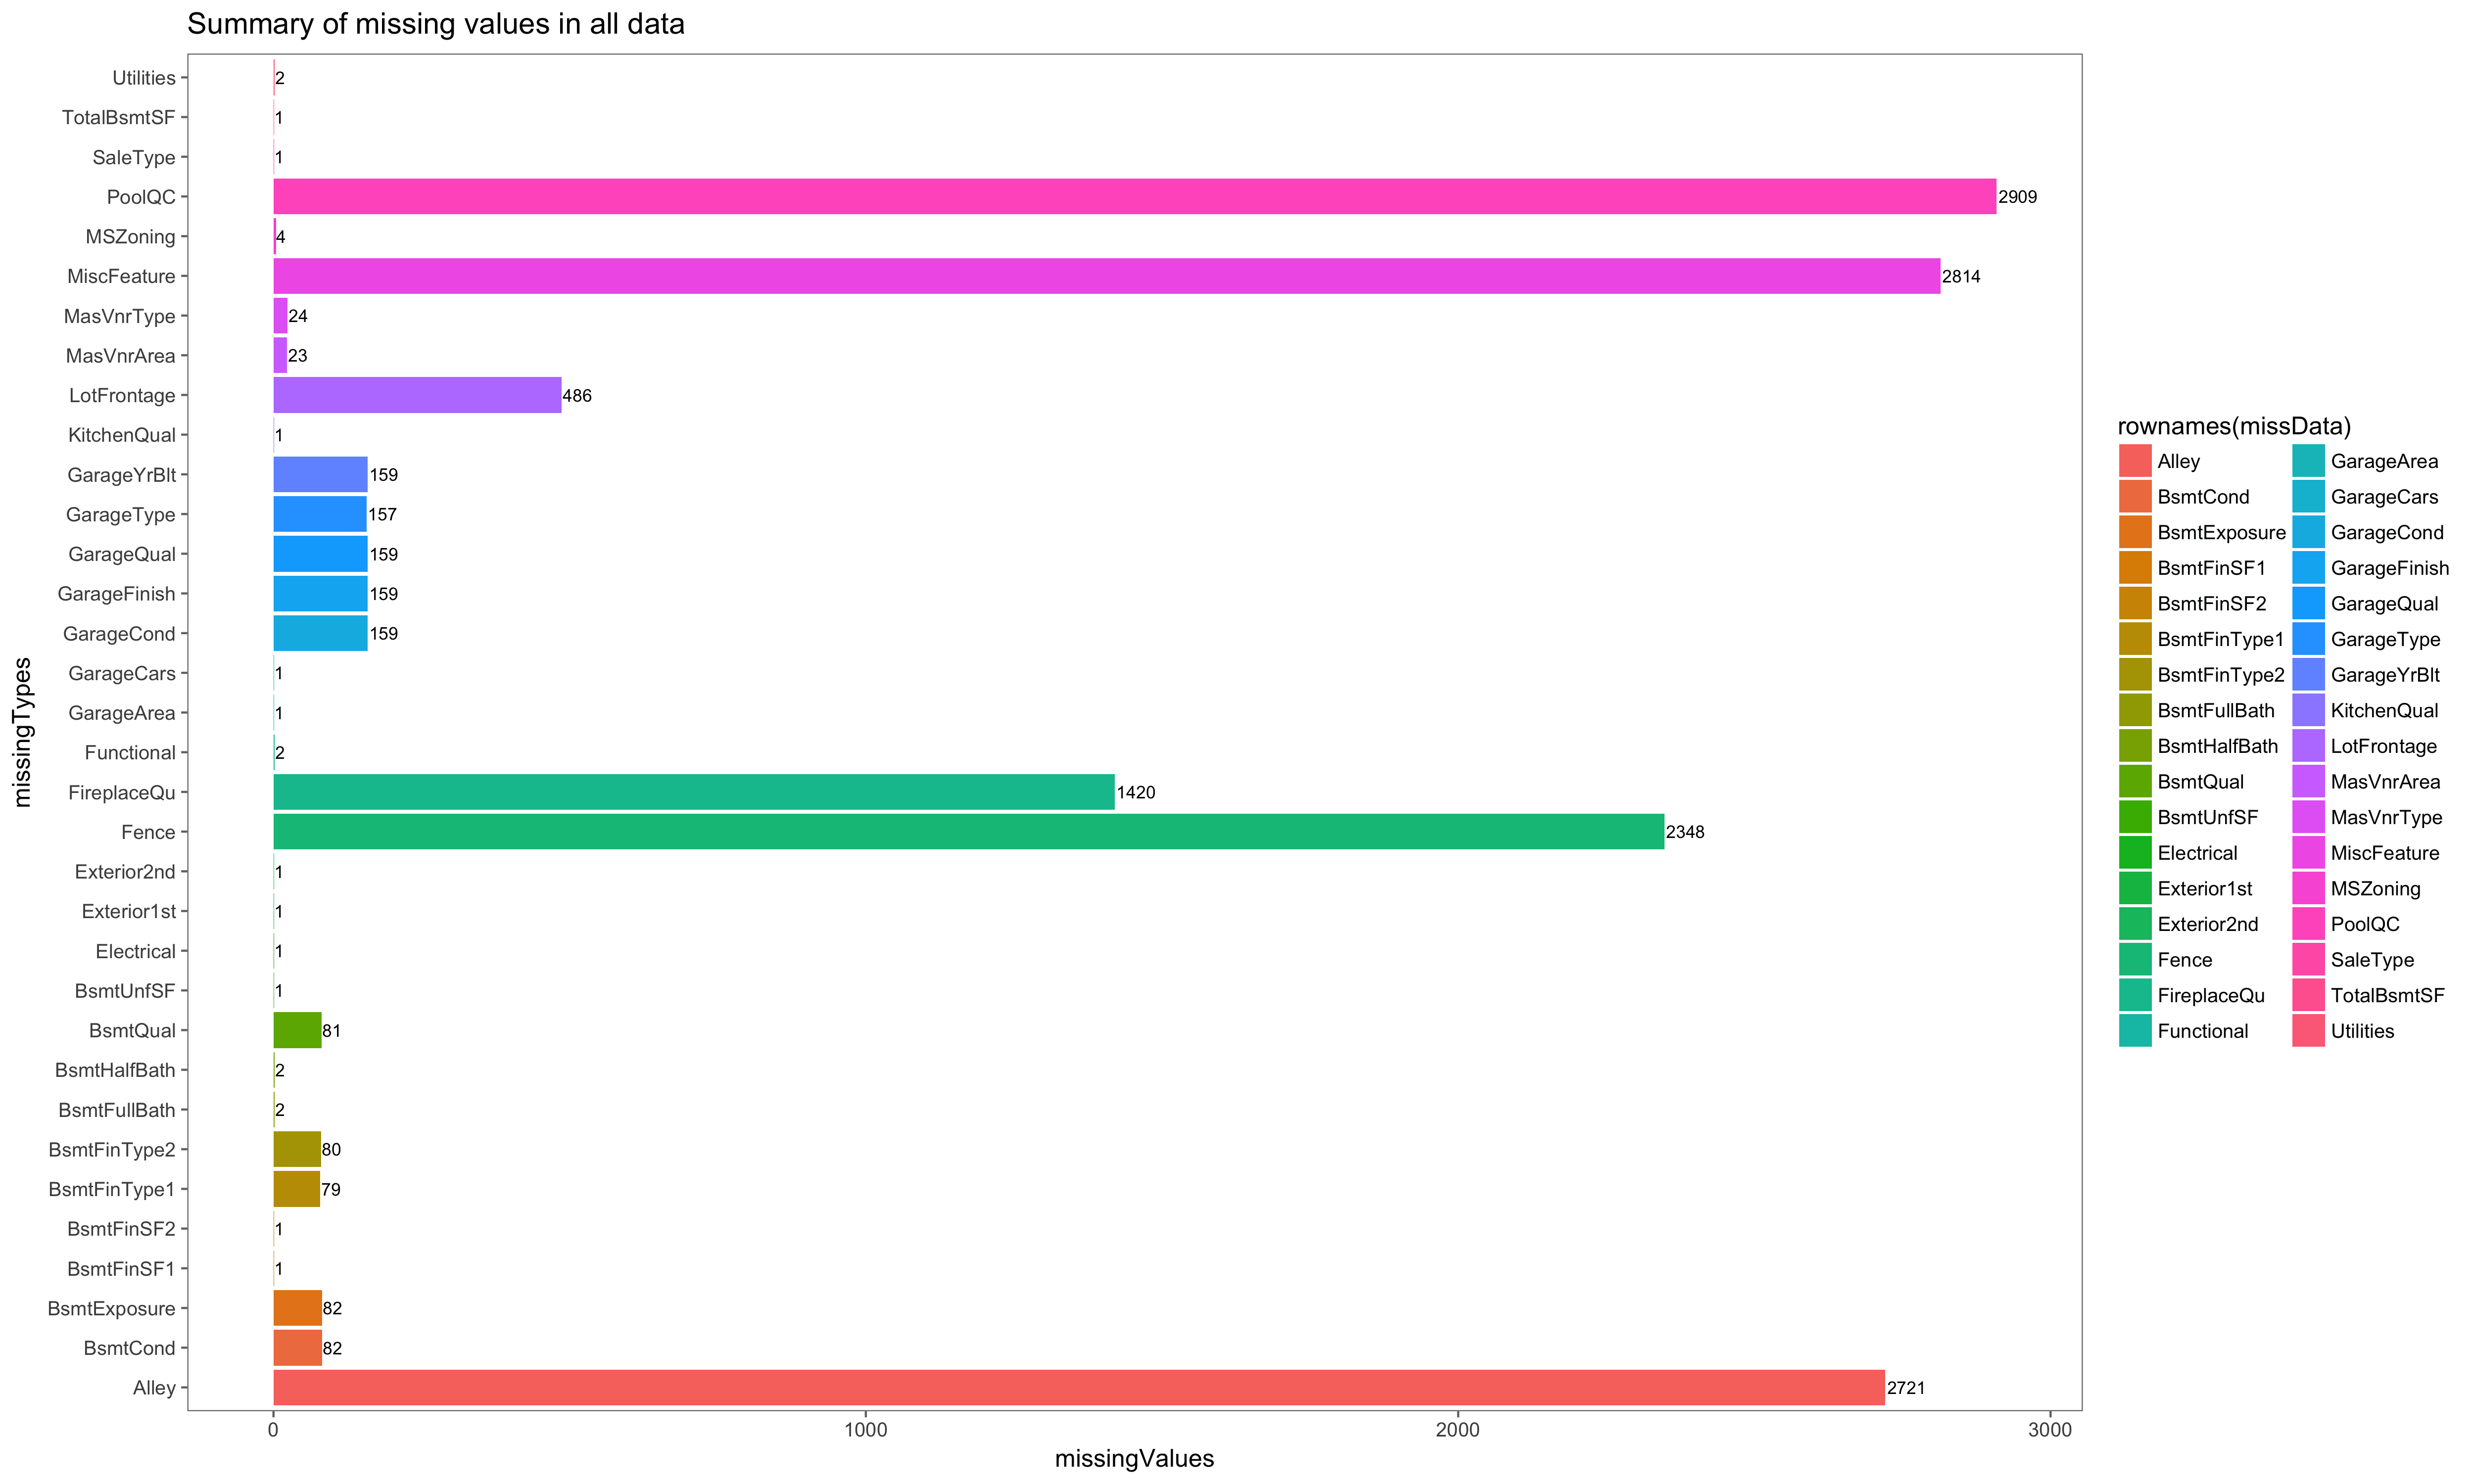 Summary of missing values in all data
missingTypes
Utilities 2
TotalBsmtSF 1
SaleType 1
PoolQC 2909
MSZoning 4
MiscFeature 2814
MasVnrType 24
MasVnrArea 23
LotFrontage 486
KitchenQual 1
GarageYrBlt 159
GarageType 157
GarageQual 159
GarageFinish 159
GarageCond 159
GarageCars 1
GarageArea 1
Functional 2
FireplaceQu 1420
Fence 2348
Exterior2nd 1
Exterior1st 1
Electrical 1
BsmtUnfSF 1
BsmtQual 81
BsmtHalfBath 2
BsmtFullBath 2
BsmtFinType2 80
BsmtFinType1 79
BsmtFinSF2 1
BsmtFinSF1 1
BsmtExposure 82
BsmtCond 82
Alley 2721
0 1000 2000 3000
missingValues
rownames(missData)
Alley
BsmtCond
BsmtExposure
BsmtFinSF1
BsmtFinSF2
BsmtFinType1
BsmtFinType2
BsmtFullBath
BsmtHalfBath
BsmtQual
BsmtUnfSF
Electrical
Exterior1st
Exterior2nd
Fence
FireplaceQu
Functional
GarageArea
GarageCars
GarageCond
GarageFinish
GarageQual
GarageType
GarageYrBlt
KitchenQual
LotFrontage
MasVnrArea
MasVnrType
MiscFeature
MSZoning
PoolQC
SaleType
TotalBsmtSF
Utilities